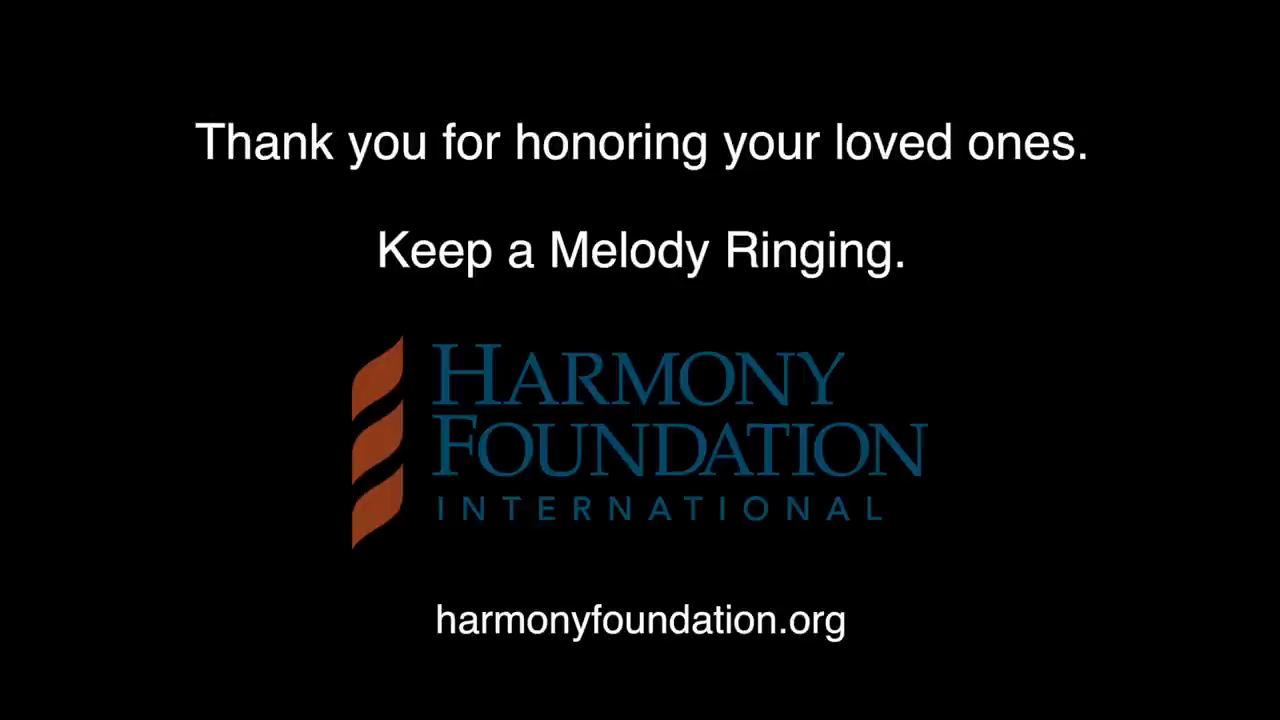 Thank you for honoring your loved ones.
Keep a Melody Ringing.
HARMONY
FOUNDATION
INTERNATIONAL
harmonyfoundation.org